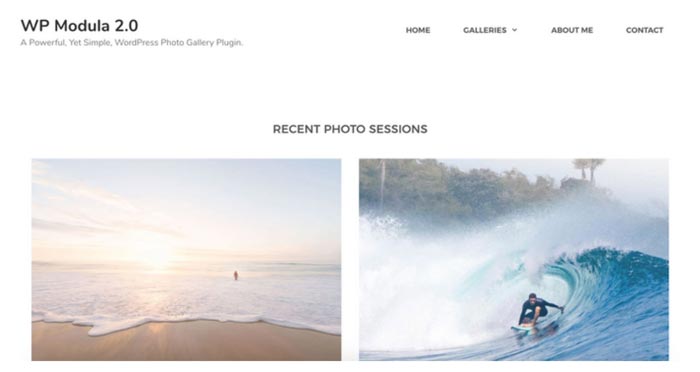 WP Modula 2.0
A Powerful, Yet Simple, WordPress Photo Gallery Plugin.
HOME GALLERIES ABOUT ME CONTACT
RECENT PHOTO SESSIONS